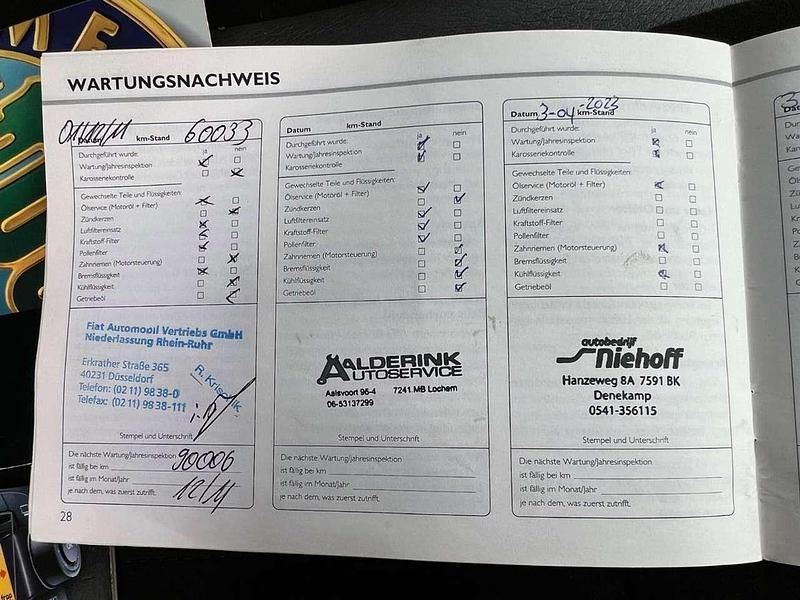 WARTUNGSNACHWEIS
km-Stand 60033
ja nein
Durchgeführt wurde:
Wartung/Jahresinspektion
Karosseriekontrolle
Gewechselte Teile und Flüssigkeiten:
Ölservice (Motoröl + Filter)
Zündkerzen
Luftfiltereinsatz
Kraftstoff-Filter
Pollenfilter
Zahnriemen (Motorsteuerung)
Bremsflüssigkeit
Kühlflüssigkeit
Getriebeöl
Fiat Automobil Vertriebs GmbH
Niederlassung Rhein-Ruhr
Erkrather Straße 365
40231 Düsseldorf
Telefon: (02 11) 98 38-0
Telefax: (02 11) 98 38-111
Stempel und Unterschrift
Die nächste Wartung/Jahresinspektion
ist fällig bei km 90006
ist fällig im Monat/Jahr 12/11
je nach dem, was zuerst zutrifft.
28
Datum km-Stand
ja nein
Durchgeführt wurde:
Wartung/Jahresinspektion
Karosseriekontrolle
Gewechselte Teile und Flüssigkeiten:
Ölservice (Motoröl + Filter)
Zündkerzen
Luftfiltereinsatz
Kraftstoff-Filter
Pollenfilter
Zahnriemen (Motorsteuerung)
Bremsflüssigkeit
Kühlflüssigkeit
Getriebeöl
AALDERINK
AUTOSERVICE
Aalsvoort 95-4 7241 MB Lochem
06-53137299
Stempel und Unterschrift
Die nächste Wartung/Jahresinspektion
ist fällig bei km
ist fällig im Monat/Jahr
je nach dem, was zuerst zutrifft.
Datum 3-04-2023 km-Stand
ja nein
Durchgeführt wurde:
Wartung/Jahresinspektion
Karosseriekontrolle
Gewechselte Teile und Flüssigkeiten:
Ölservice (Motoröl + Filter)
Zündkerzen
Luftfiltereinsatz
Kraftstoff-Filter
Pollenfilter
Zahnriemen (Motorsteuerung)
Bremsflüssigkeit
Kühlflüssigkeit
Getriebeöl
autobedrijf
Niehoff
Hanzeweg 8A 7591 BK
Denekamp
0541-356115
Stempel und Unterschrift
Die nächste Wartung/Jahresinspektion
ist fällig bei km
ist fällig im Monat/Jahr
je nach dem, was zuerst zutrifft.